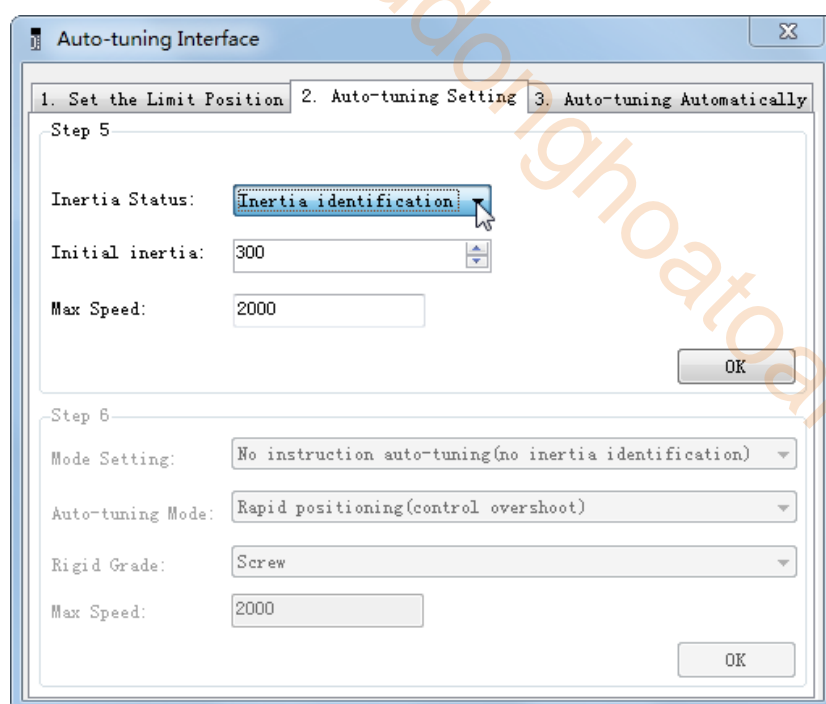 Auto-tuning Interface
1. Set the Limit Position 2. Auto-tuning Setting 3. Auto-tuning Automatically
Step 5
Inertia Status: Inertia identification
Initial inertia: 300
Max Speed: 2000
OK
Step 6
Mode Setting: No instruction auto-tuning(no inertia identification)
Auto-tuning Mode: Rapid positioning(control overshoot)
Rigid Grade: Screw
Max Speed: 2000
OK